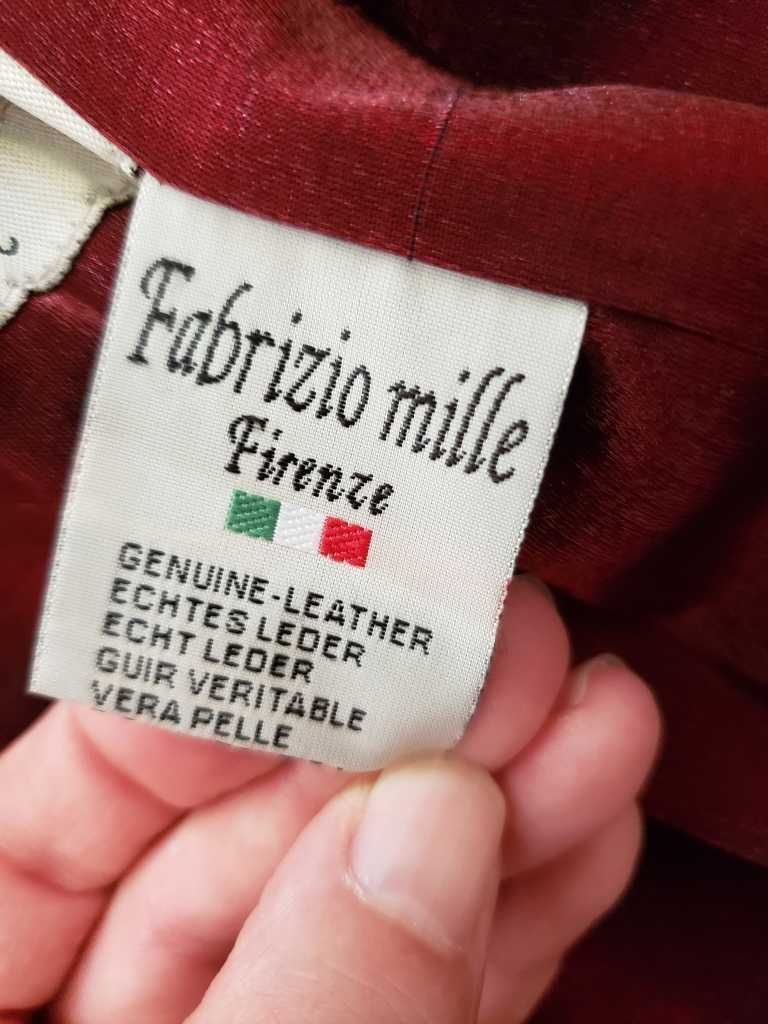 Fabrizio mille
Firenze
GENUINE-LEATHER
ECHTES LEDER
ECHT LEDER
GUIR VERITABLE
VERA PELLE